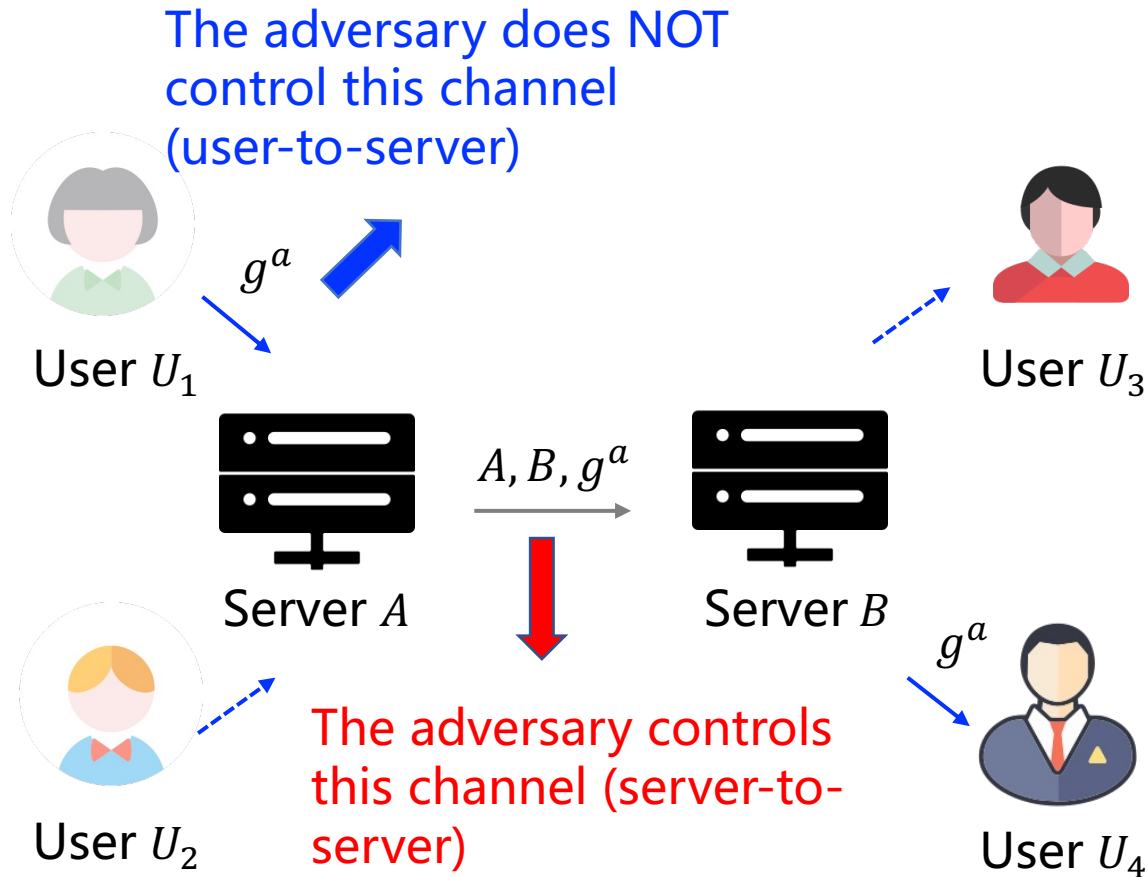 The adversary does NOT
control this channel
(user-to-server)
g^a
User U_1
User U_3
A, B, g^a
Server A
Server B
g^a
The adversary controls
this channel (server-to-
server)
User U_2
User U_4